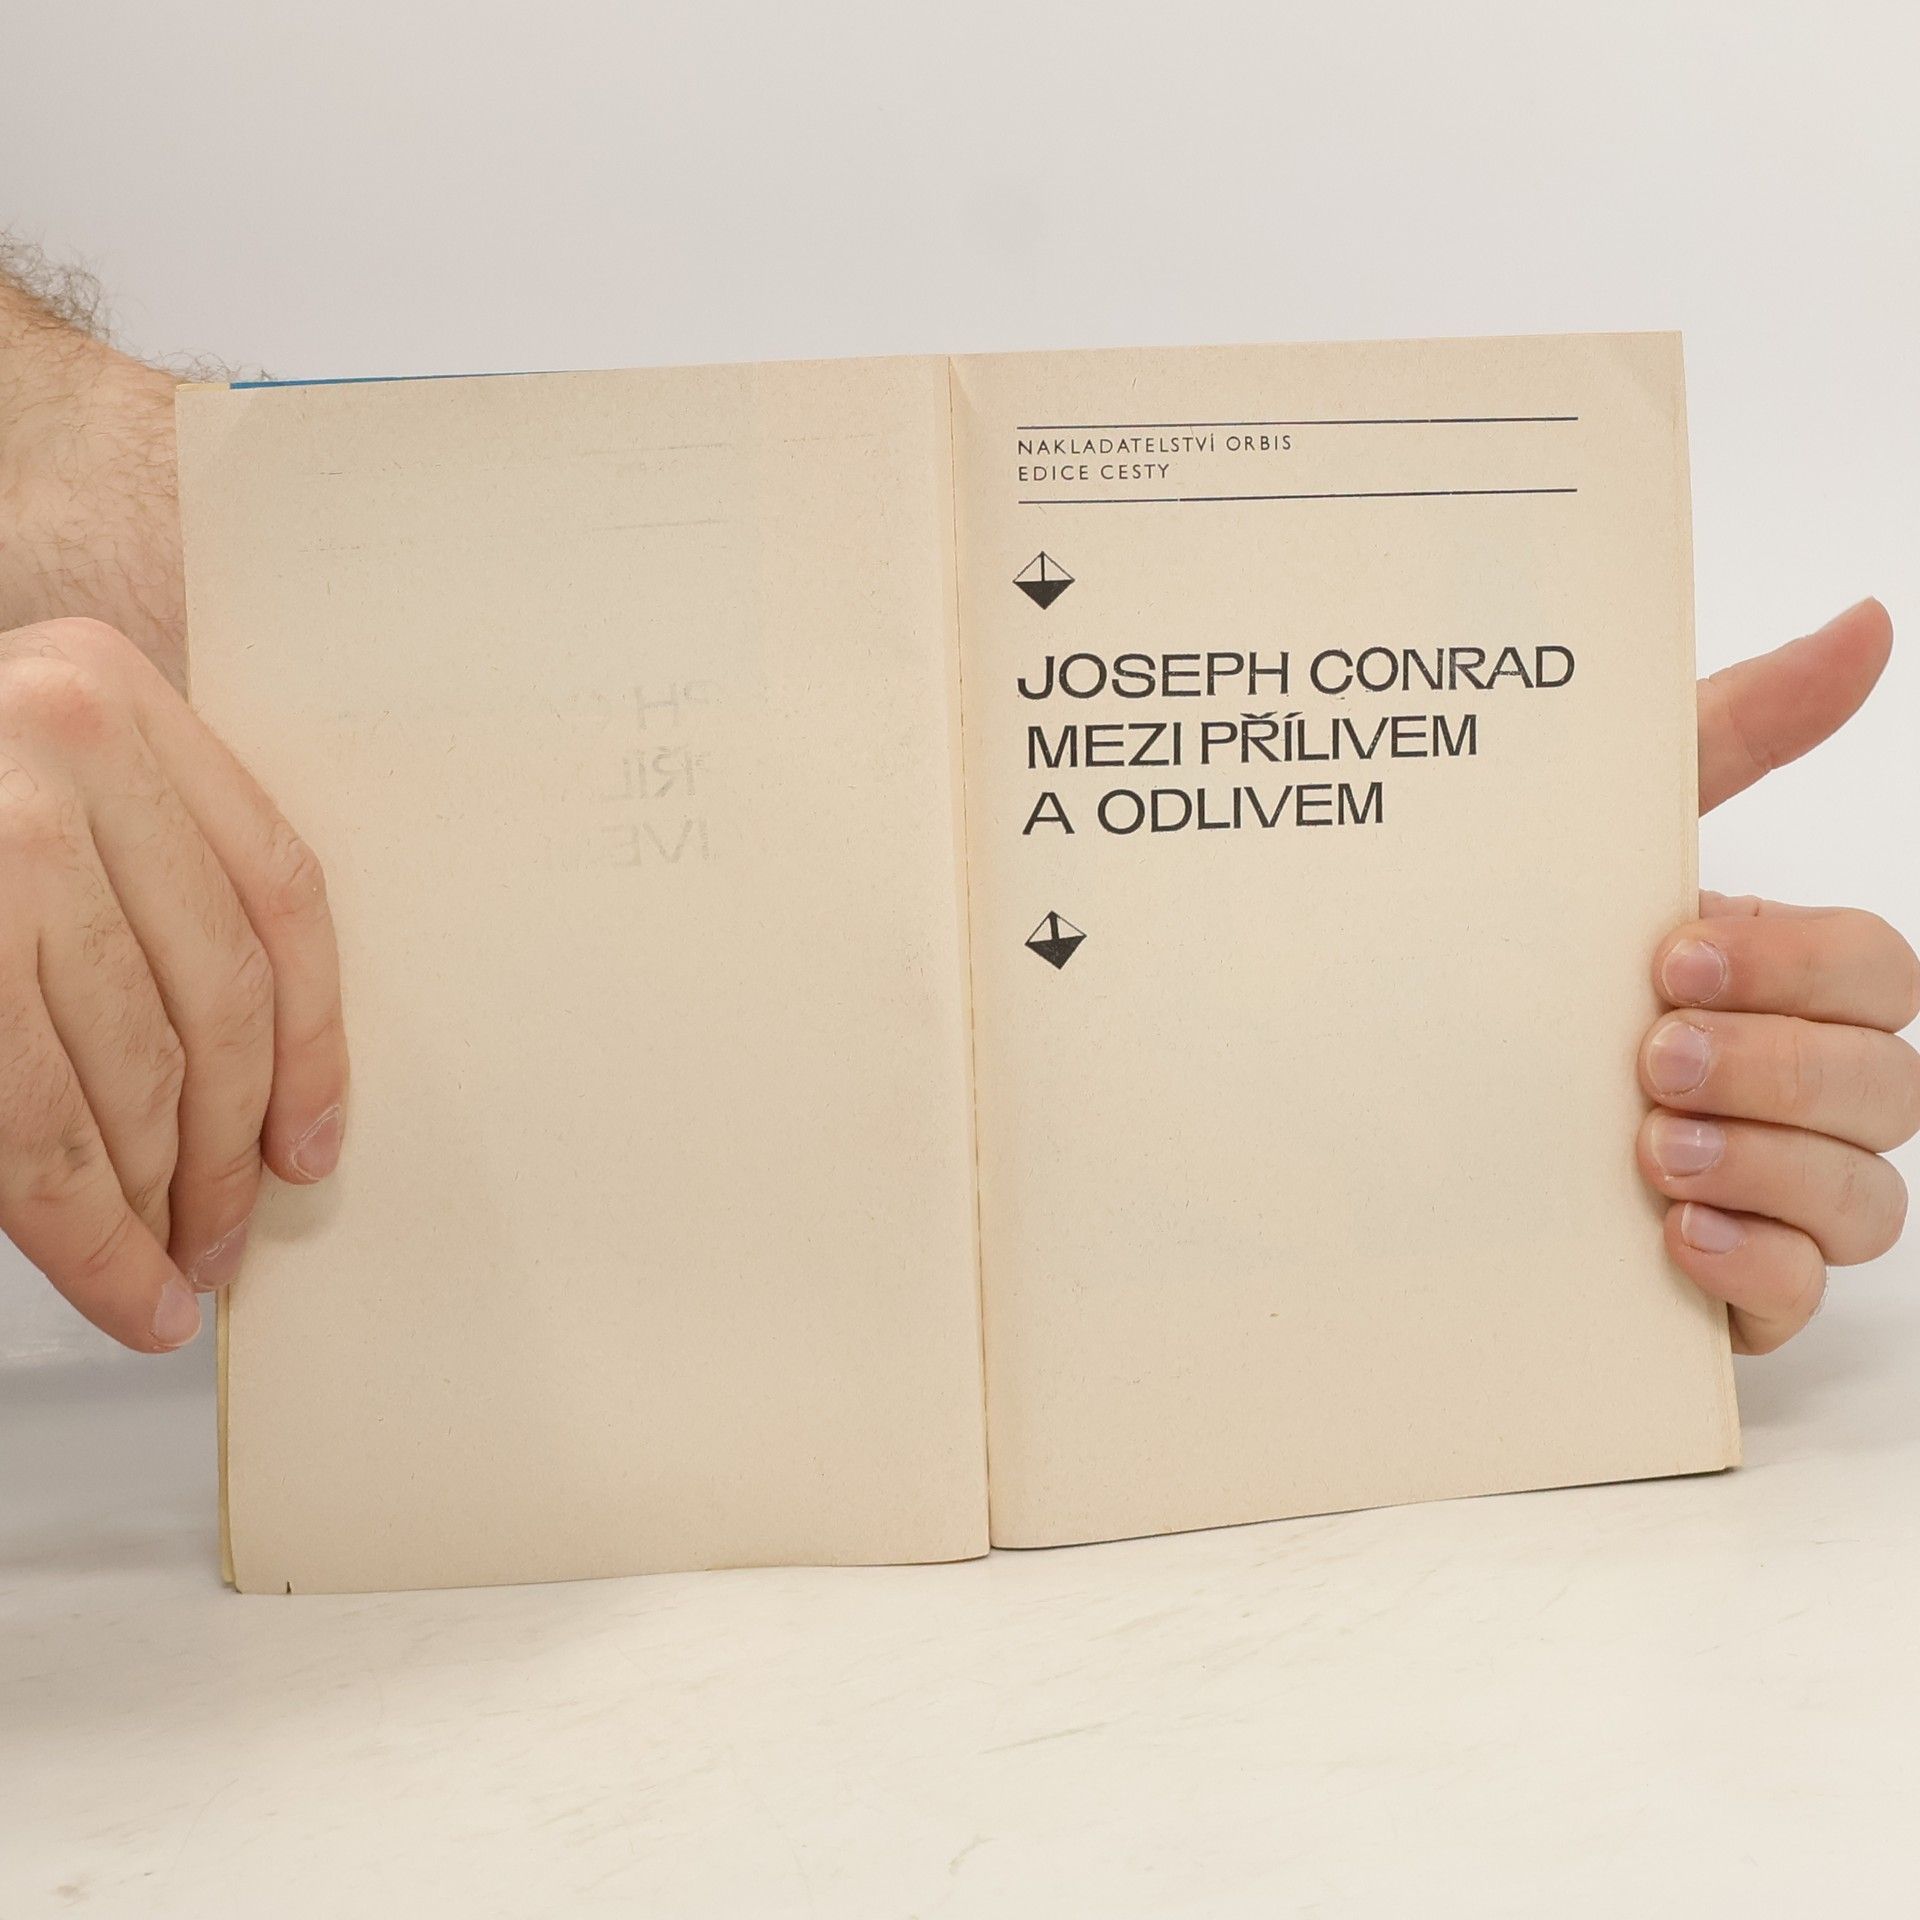 NAKLADATELSTVÍ ORBIS
EDICE CESTY
JOSEPH CONRAD
MEZI PŘÍLIVEM
A ODLIVEM